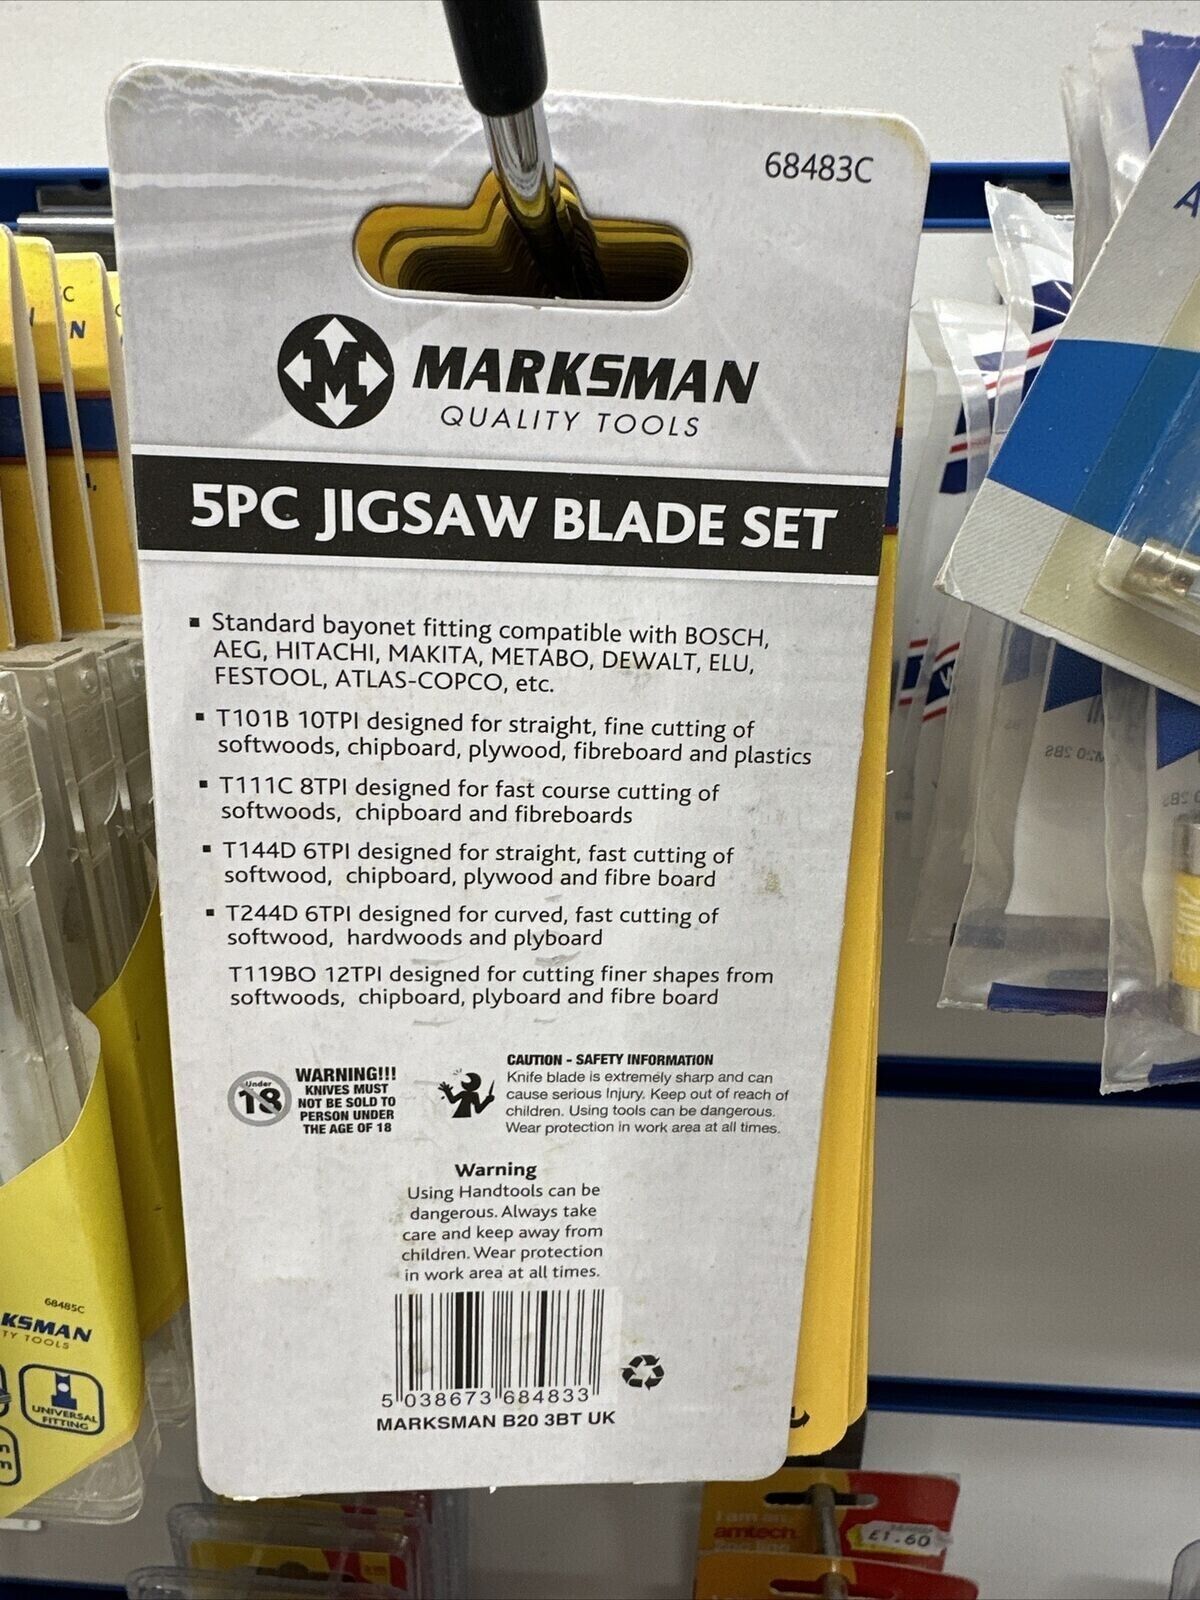 68483C
MARKSMAN
QUALITY TOOLS
5PC JIGSAW BLADE SET
▪ Standard bayonet fitting compatible with BOSCH,
AEG, HITACHI, MAKITA, METABO, DEWALT, ELU,
FESTOOL, ATLAS-COPCO, etc.
▪ T101B 10TPI designed for straight, fine cutting of
softwoods, chipboard, plywood, fibreboard and plastics
▪ T111C 8TPI designed for fast course cutting of
softwoods, chipboard and fibreboards
▪ T144D 6TPI designed for straight, fast cutting of
softwood, chipboard, plywood and fibre board
▪ T244D 6TPI designed for curved, fast cutting of
softwood, hardwoods and plyboard
T119BO 12TPI designed for cutting finer shapes from
softwoods, chipboard, plyboard and fibre board
Under
18
WARNING!!!
KNIVES MUST
NOT BE SOLD TO
PERSON UNDER
THE AGE OF 18
CAUTION - SAFETY INFORMATION
Knife blade is extremely sharp and can
cause serious Injury. Keep out of reach of
children. Using tools can be dangerous.
Wear protection in work area at all times.
Warning
Using Handtools can be
dangerous. Always take
care and keep away from
children. Wear protection
in work area at all times.
5 038673 684833
MARKSMAN B20 3BT UK
68485C
KSMAN
TY TOOLS
UNIVERSAL
FITTING
I am an
amtech
£1.60